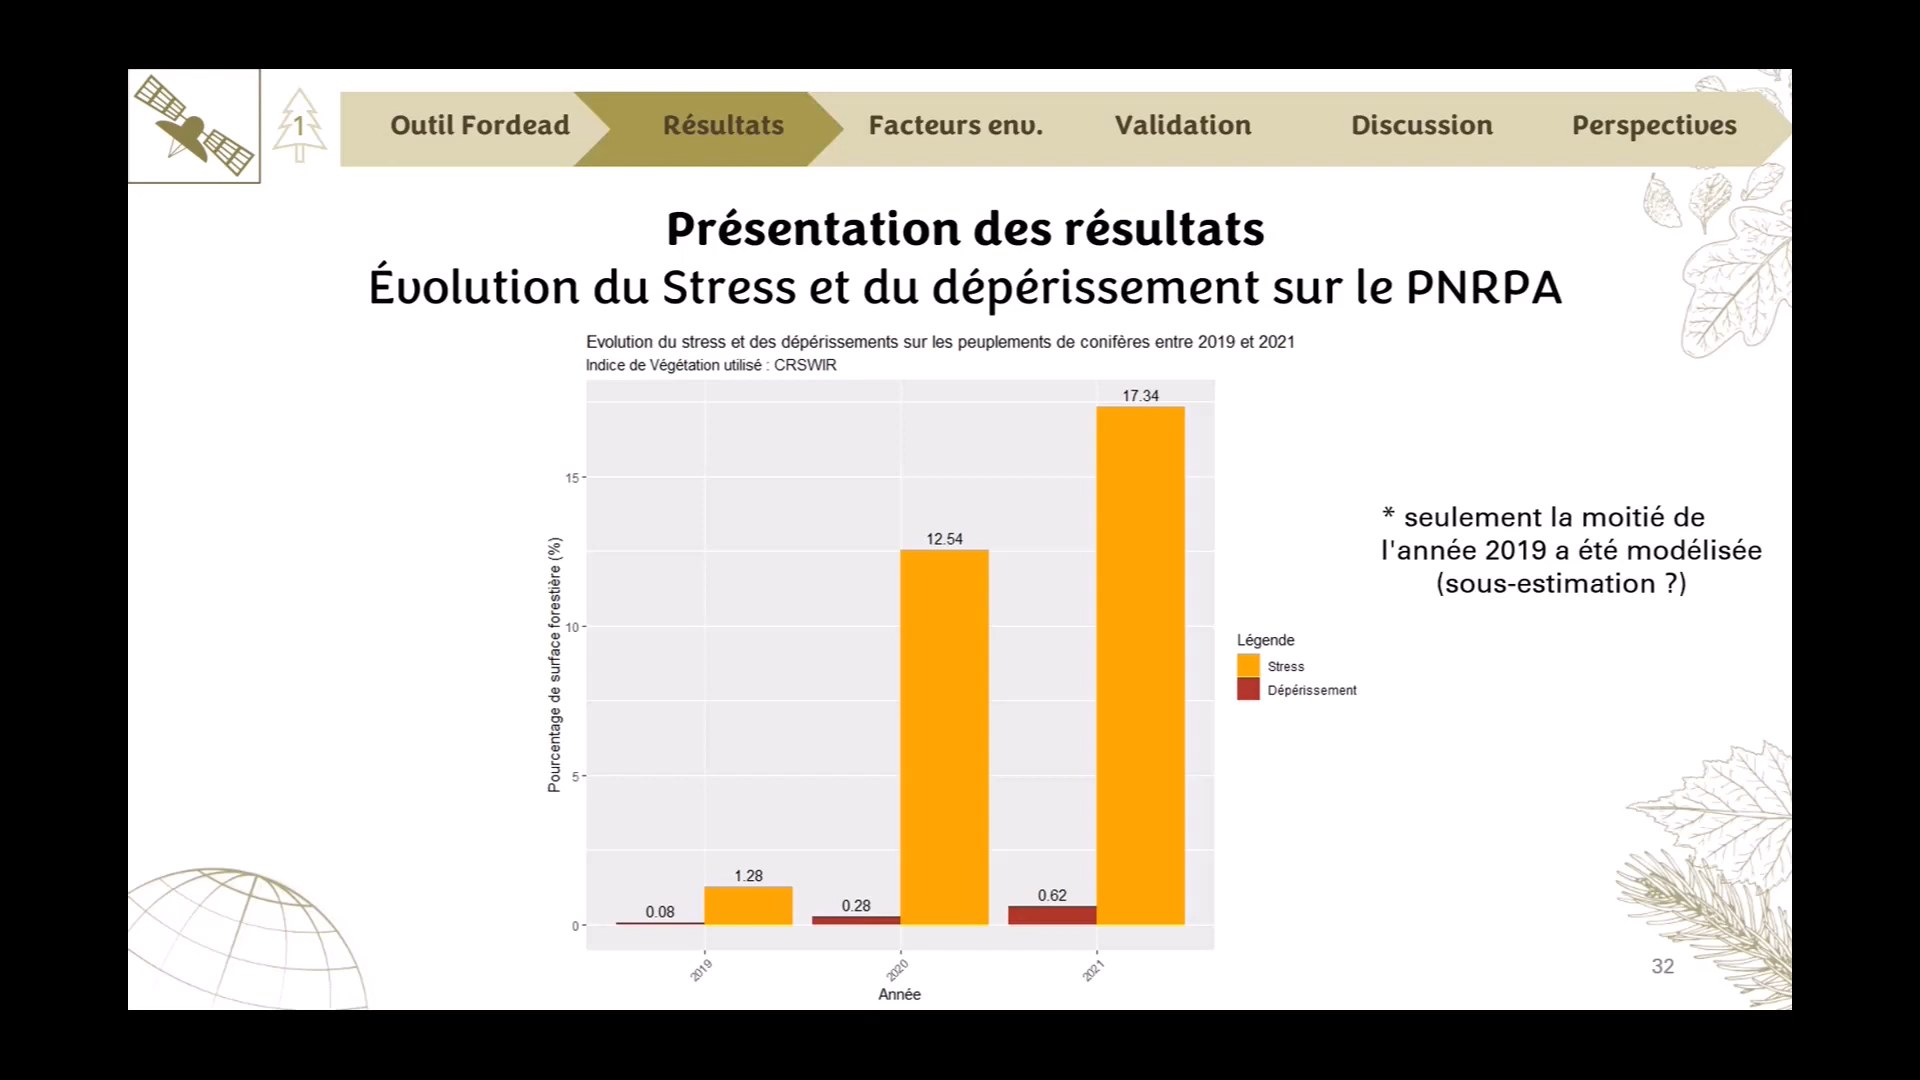 1
Outil Fordead
Résultats
Facteurs env.
Validation
Discussion
Perspectives
Présentation des résultats
Évolution du Stress et du dépérissement sur le PNRPA
Evolution du stress et des dépérissements sur les peuplements de conifères entre 2019 et 2021
Indice de Végétation utilisé : CRSWIR
17.34
15
12.54
10
5
1.28
0.08
0.28
0.62
0
Pourcentage de surface forestière (%)
2019
2020
2021
Année
Légende
Stress
Dépérissement
* seulement la moitié de
l'année 2019 a été modélisée
(sous-estimation ?)
32